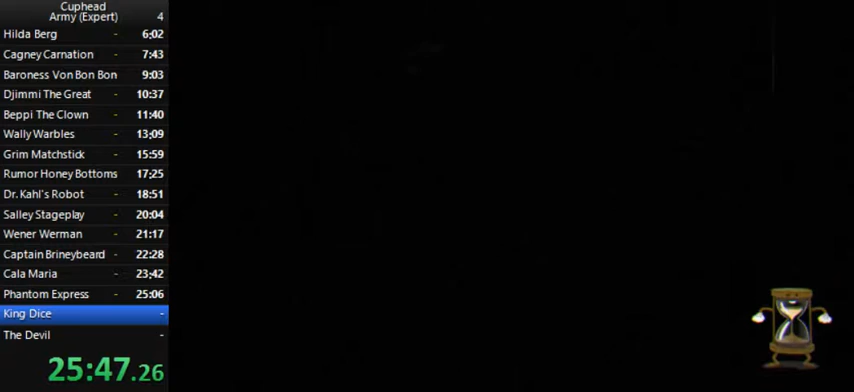 Cuphead
Army (Expert) 4
Hilda Berg - 6:02
Cagney Carnation - 7:43
Baroness Von Bon Bon 9:03
Djimmi The Great - 10:37
Beppi The Clown - 11:40
Wally Warbles - 13:09
Grim Matchstick - 15:59
Rumor Honey Bottoms 17:25
Dr. Kahl's Robot - 18:51
Salley Stageplay - 20:04
Wener Werman - 21:17
Captain Brineybeard - 22:28
Cala Maria - 23:42
Phantom Express - 25:06
King Dice -
The Devil -
25:47.26